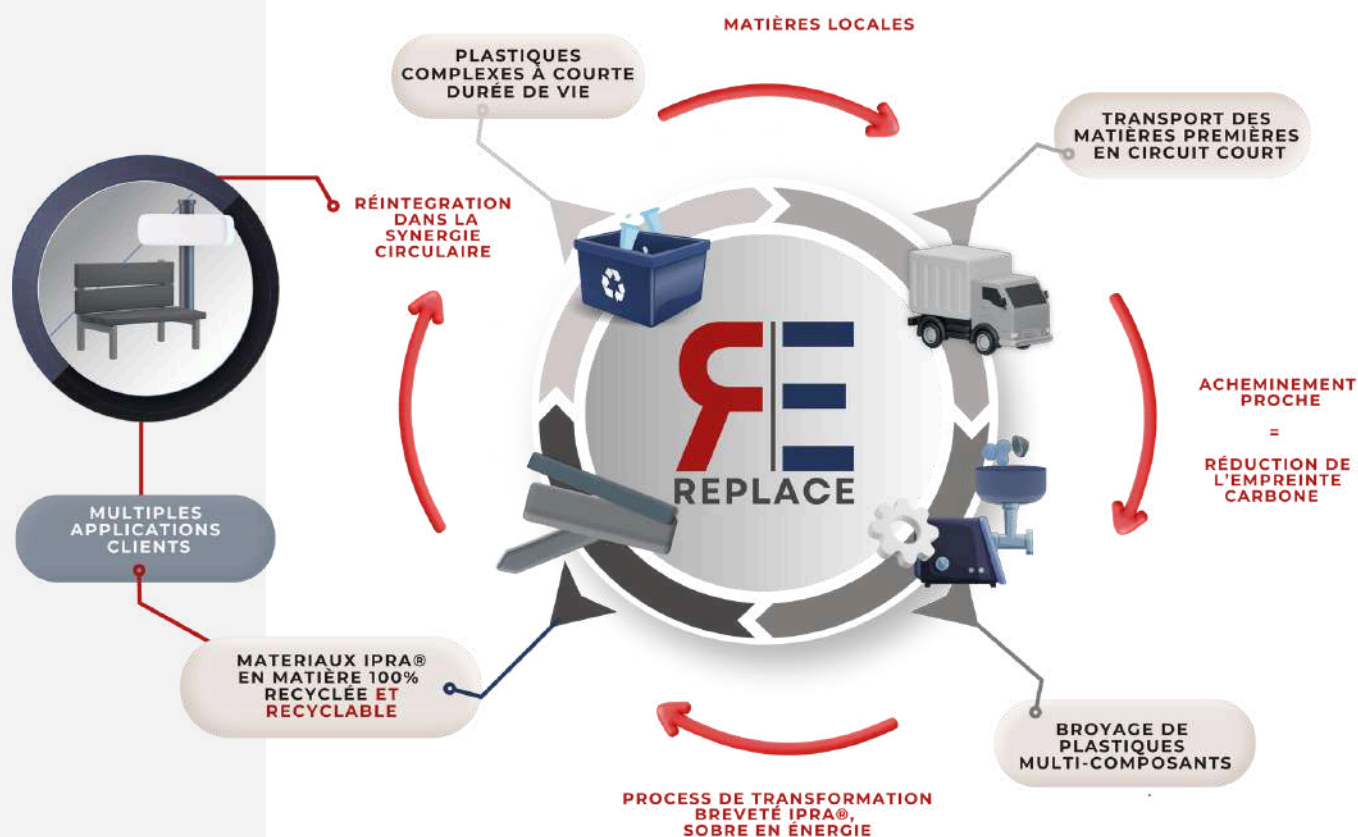 MATIÈRES LOCALES
PLASTIQUES
COMPLEXES À COURTE
DURÉE DE VIE
TRANSPORT DES
MATIÈRES PREMIÈRES
EN CIRCUIT COURT
RÉINTEGRATION
DANS LA
SYNERGIE
CIRCULAIRE
RE
REPLACE
ACHEMINEMENT
PROCHE
=
RÉDUCTION DE
L'EMPREINTE
CARBONE
MULTIPLES
APPLICATIONS
CLIENTS
MATERIAUX IPRA®
EN MATIÈRE 100%
RECYCLÉE ET
RECYCLABLE
BROYAGE DE
PLASTIQUES
MULTI-COMPOSANTS
PROCESS DE TRANSFORMATION
BREVETÉ IPRA®,
SOBRE EN ÉNERGIE